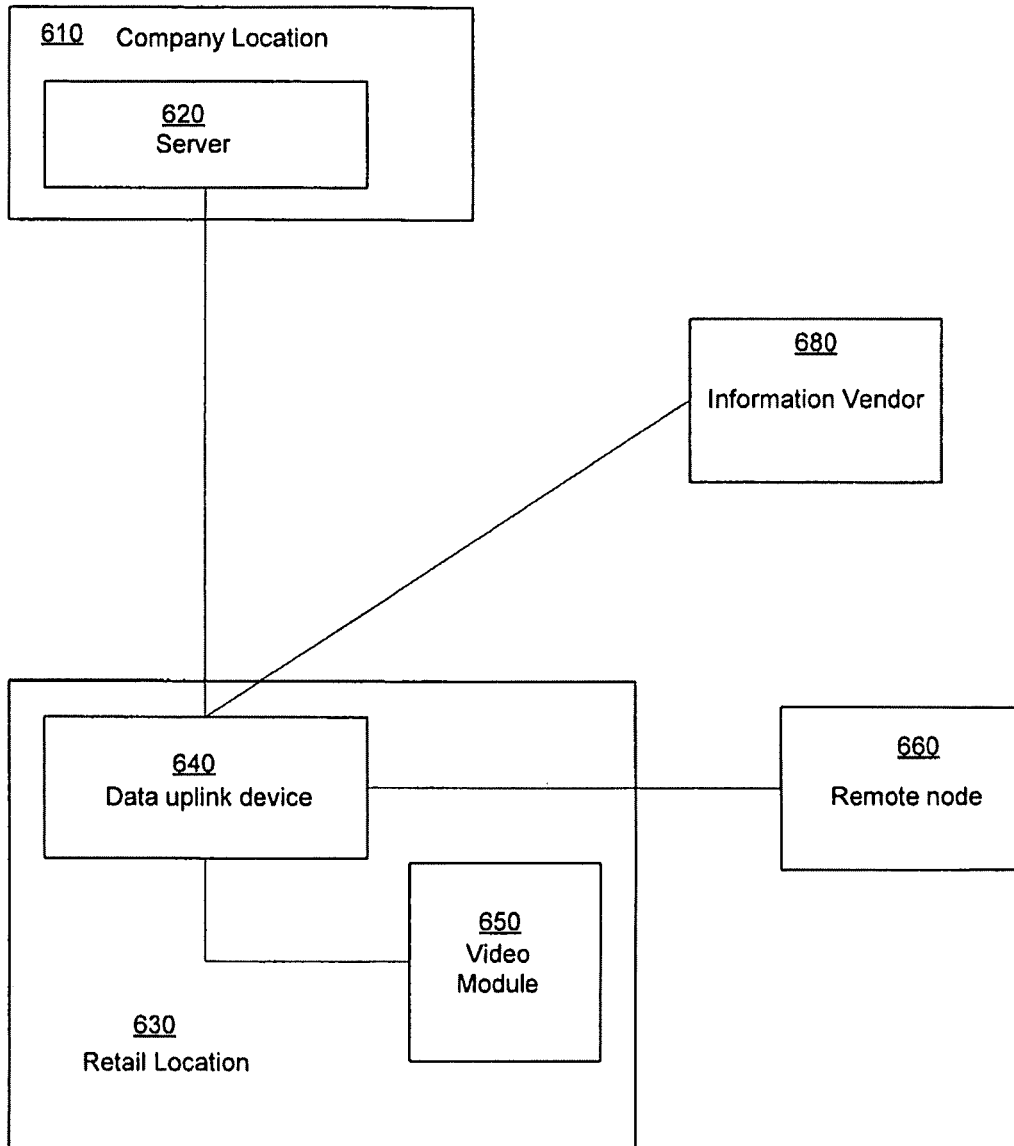 610 Company Location
620
Server
680
Information Vendor
640
Data uplink device
660
Remote node
650
Video
Module
630
Retail Location